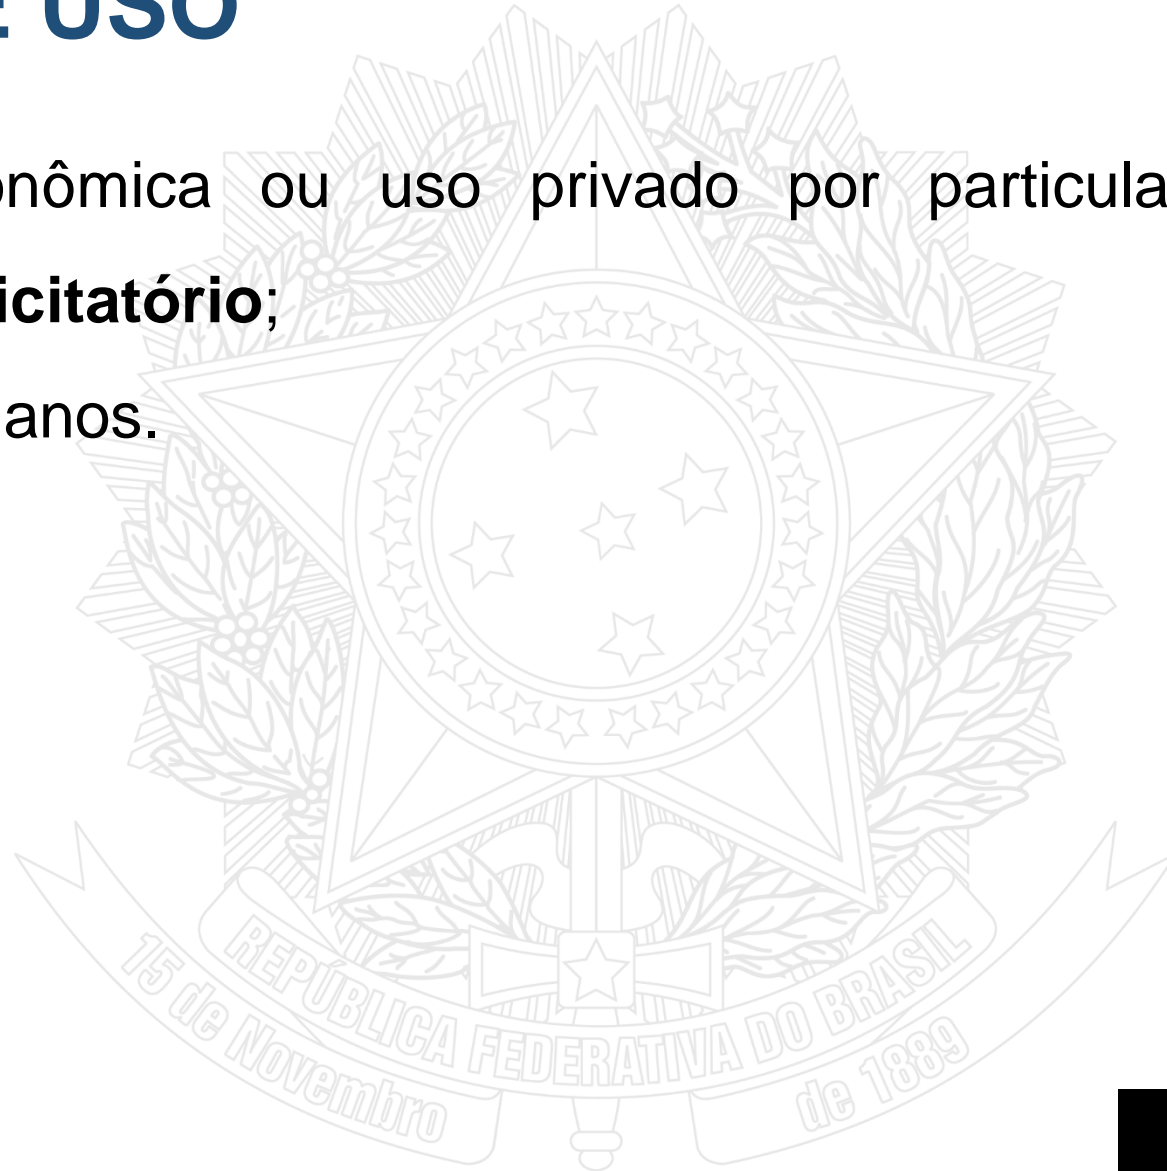 E USO
onômica ou uso privado por particula
icitatório;
anos.
REPÚBLICA FEDERATIVA DO BRASIL
15 de Novembro de 1889